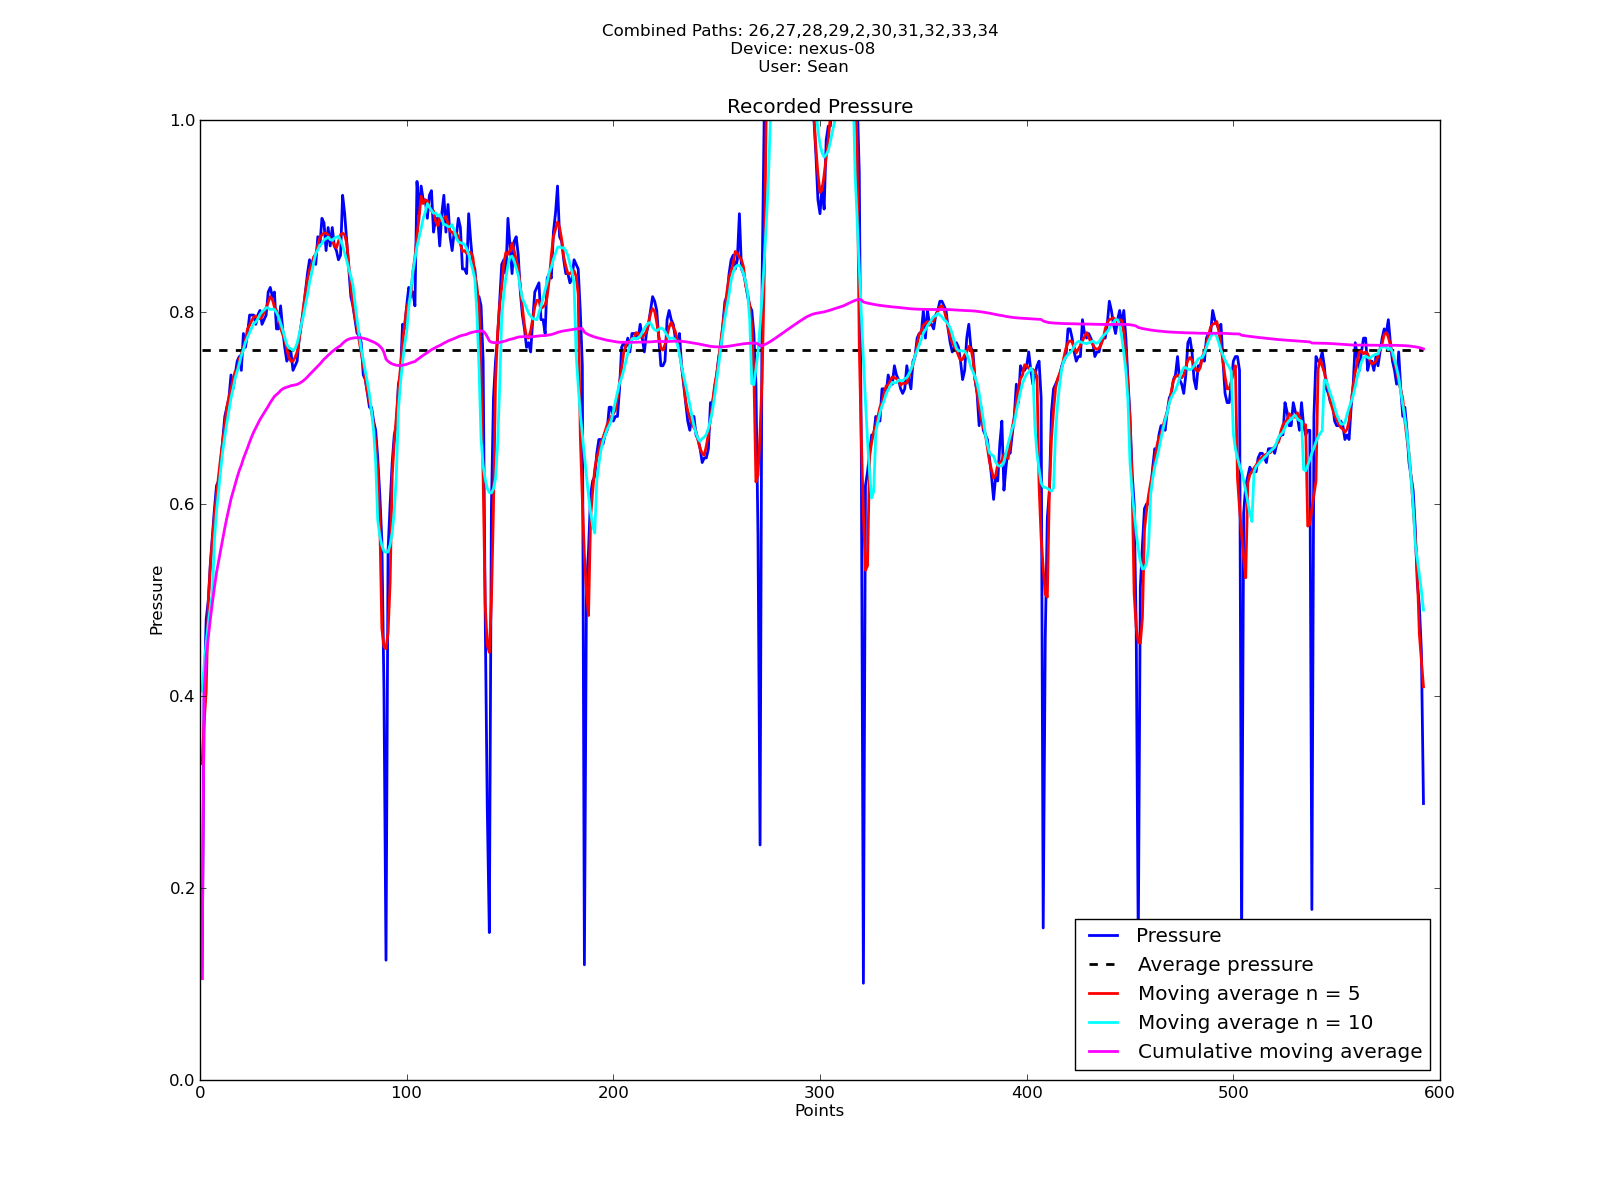 Combined Paths: 26,27,28,29,2,30,31,32,33,34
Device: nexus-08
User: Sean
Recorded Pressure
1.0
0.8
0.6
0.4
0.2
0.0
Pressure
0
100
200
300
400
500
600
Points
Pressure
Average pressure
Moving average n = 5
Moving average n = 10
Cumulative moving average